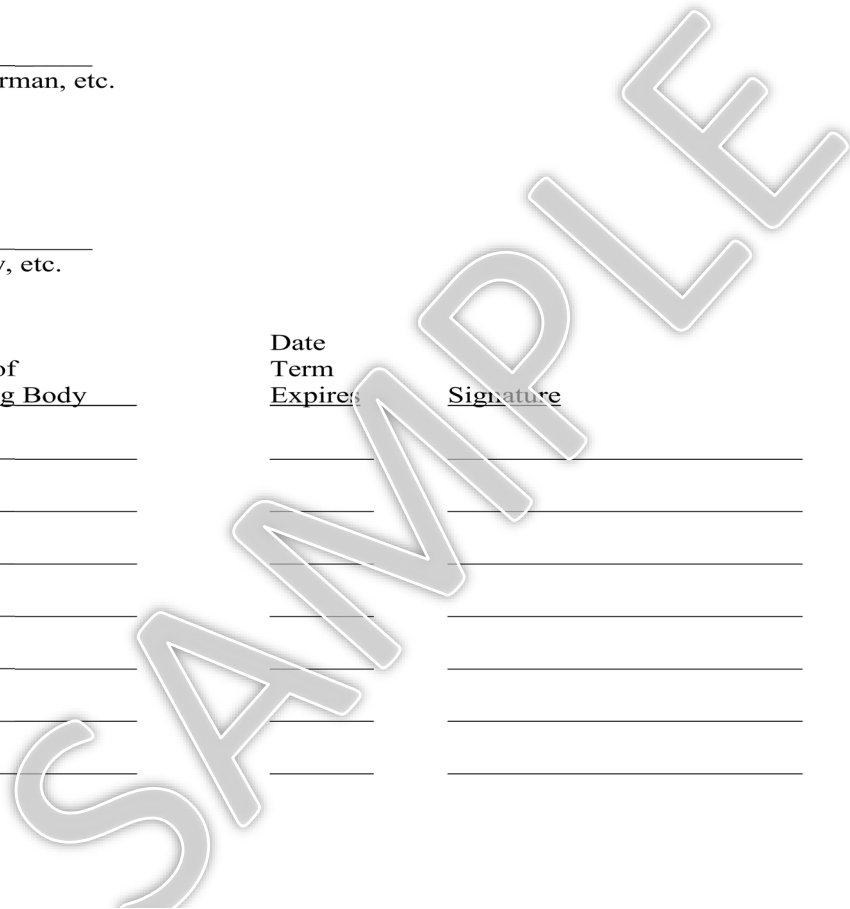 rman, etc.
y, etc.
Date
of Term
g Body Expires Signature
SAMPLE